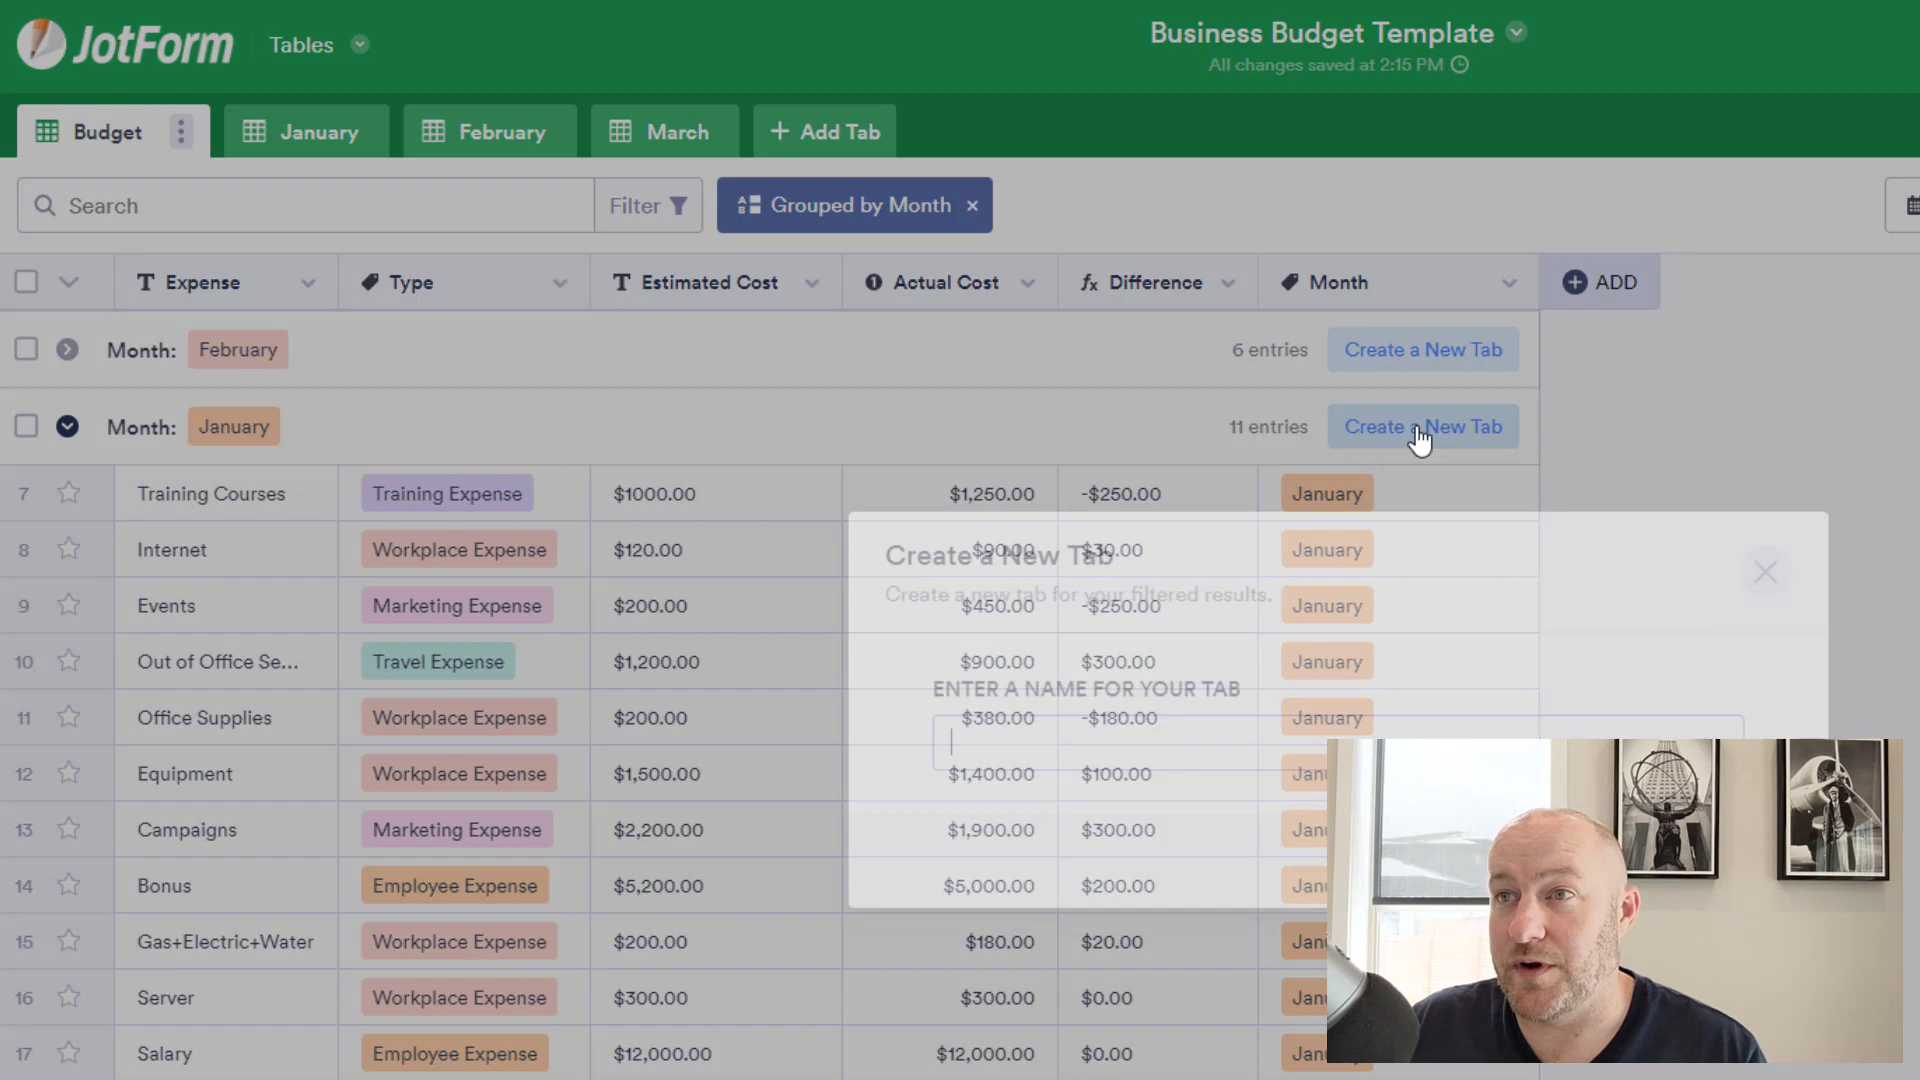 JotForm Tables
Business Budget Template
All changes saved at 2:15 PM
Budget January February March + Add Tab
Search Filter Grouped by Month ×
Expense Type Estimated Cost Actual Cost Difference Month ADD
Month: February 6 entries Create a New Tab
Month: January 11 entries Create a New Tab
7 Training Courses Training Expense $1000.00 $1,250.00 -$250.00 January
8 Internet Workplace Expense $120.00 $90.00 $30.00 January
Create a New Tab
9 Events Marketing Expense $200.00 $450.00 -$250.00 January
Create a new tab for your filtered results.
10 Out of Office Se... Travel Expense $1,200.00 $900.00 $300.00 January
ENTER A NAME FOR YOUR TAB
11 Office Supplies Workplace Expense $200.00 $380.00 -$180.00 January
12 Equipment Workplace Expense $1,500.00 $1,400.00 $100.00 Jan
13 Campaigns Marketing Expense $2,200.00 $1,900.00 $300.00 Jan
14 Bonus Employee Expense $5,200.00 $5,000.00 $200.00 Jan
15 Gas+Electric+Water Workplace Expense $200.00 $180.00 $20.00 Jan
16 Server Workplace Expense $300.00 $300.00 $0.00 Jan
17 Salary Employee Expense $12,000.00 $12,000.00 $0.00 Jan